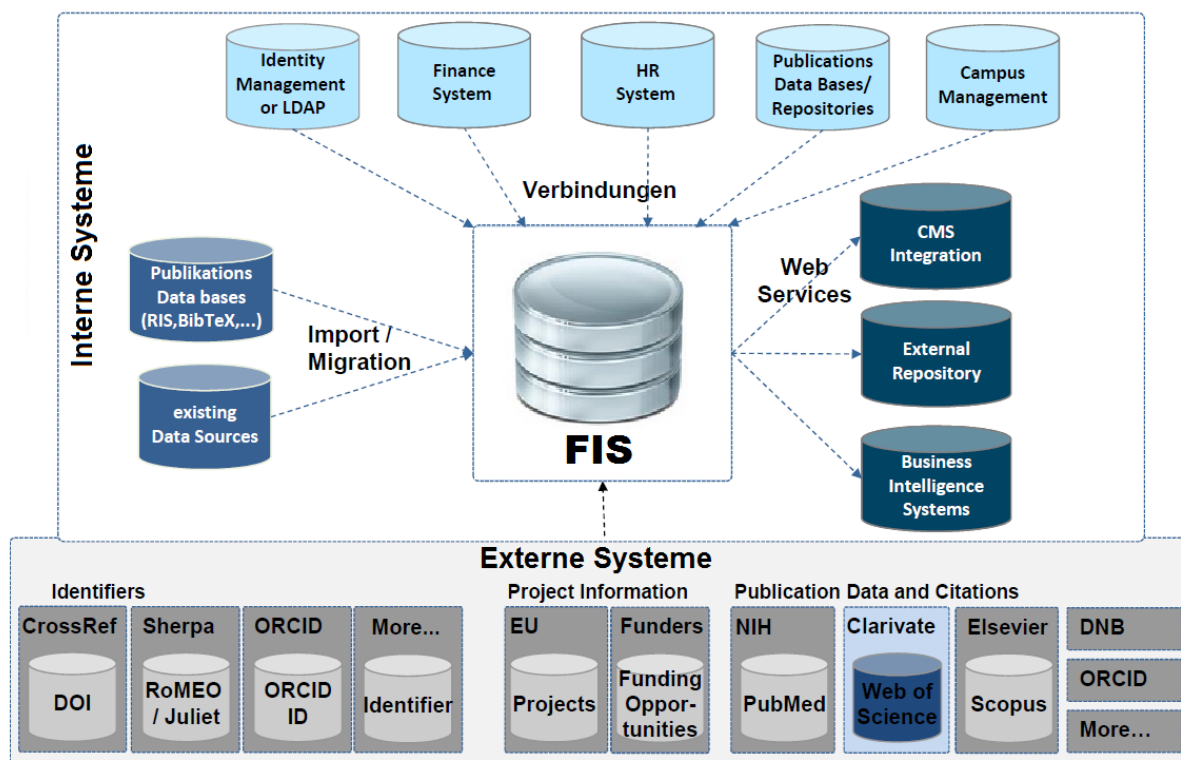 Interne Systeme
Identity
Management
or LDAP
Finance
System
HR
System
Publications
Data Bases/
Repositories
Campus
Management
Verbindungen
Publikations
Data bases
(RIS,BibTeX,...)
existing
Data Sources
Import /
Migration
FIS
Web
Services
CMS
Integration
External
Repository
Business
Intelligence
Systems
Externe Systeme
Identifiers
CrossRef
DOI
Sherpa
RoMEO
/ Juliet
ORCID
ORCID
ID
More...
Identifier
Project Information
EU
Projects
Funders
Funding
Oppor-
tunities
Publication Data and Citations
NIH
PubMed
Clarivate
Web of
Science
Elsevier
Scopus
DNB
ORCID
More…